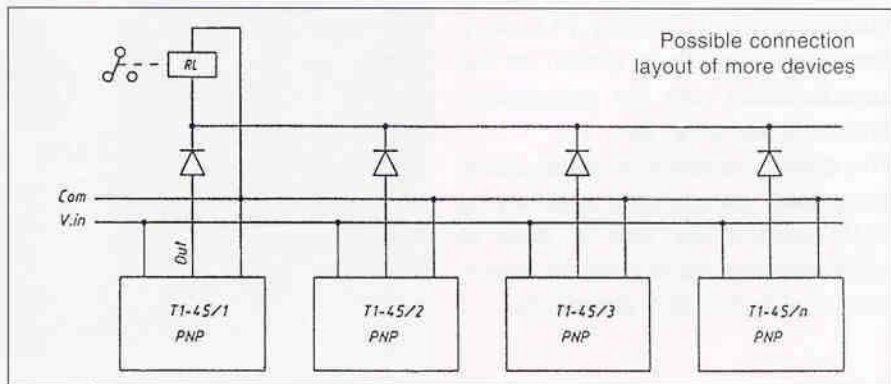 Possible connection
layout of more devices
RL
Com
V.in
Out
T1-45/1
PNP
T1-45/2
PNP
T1-45/3
PNP
T1-45/n
PNP